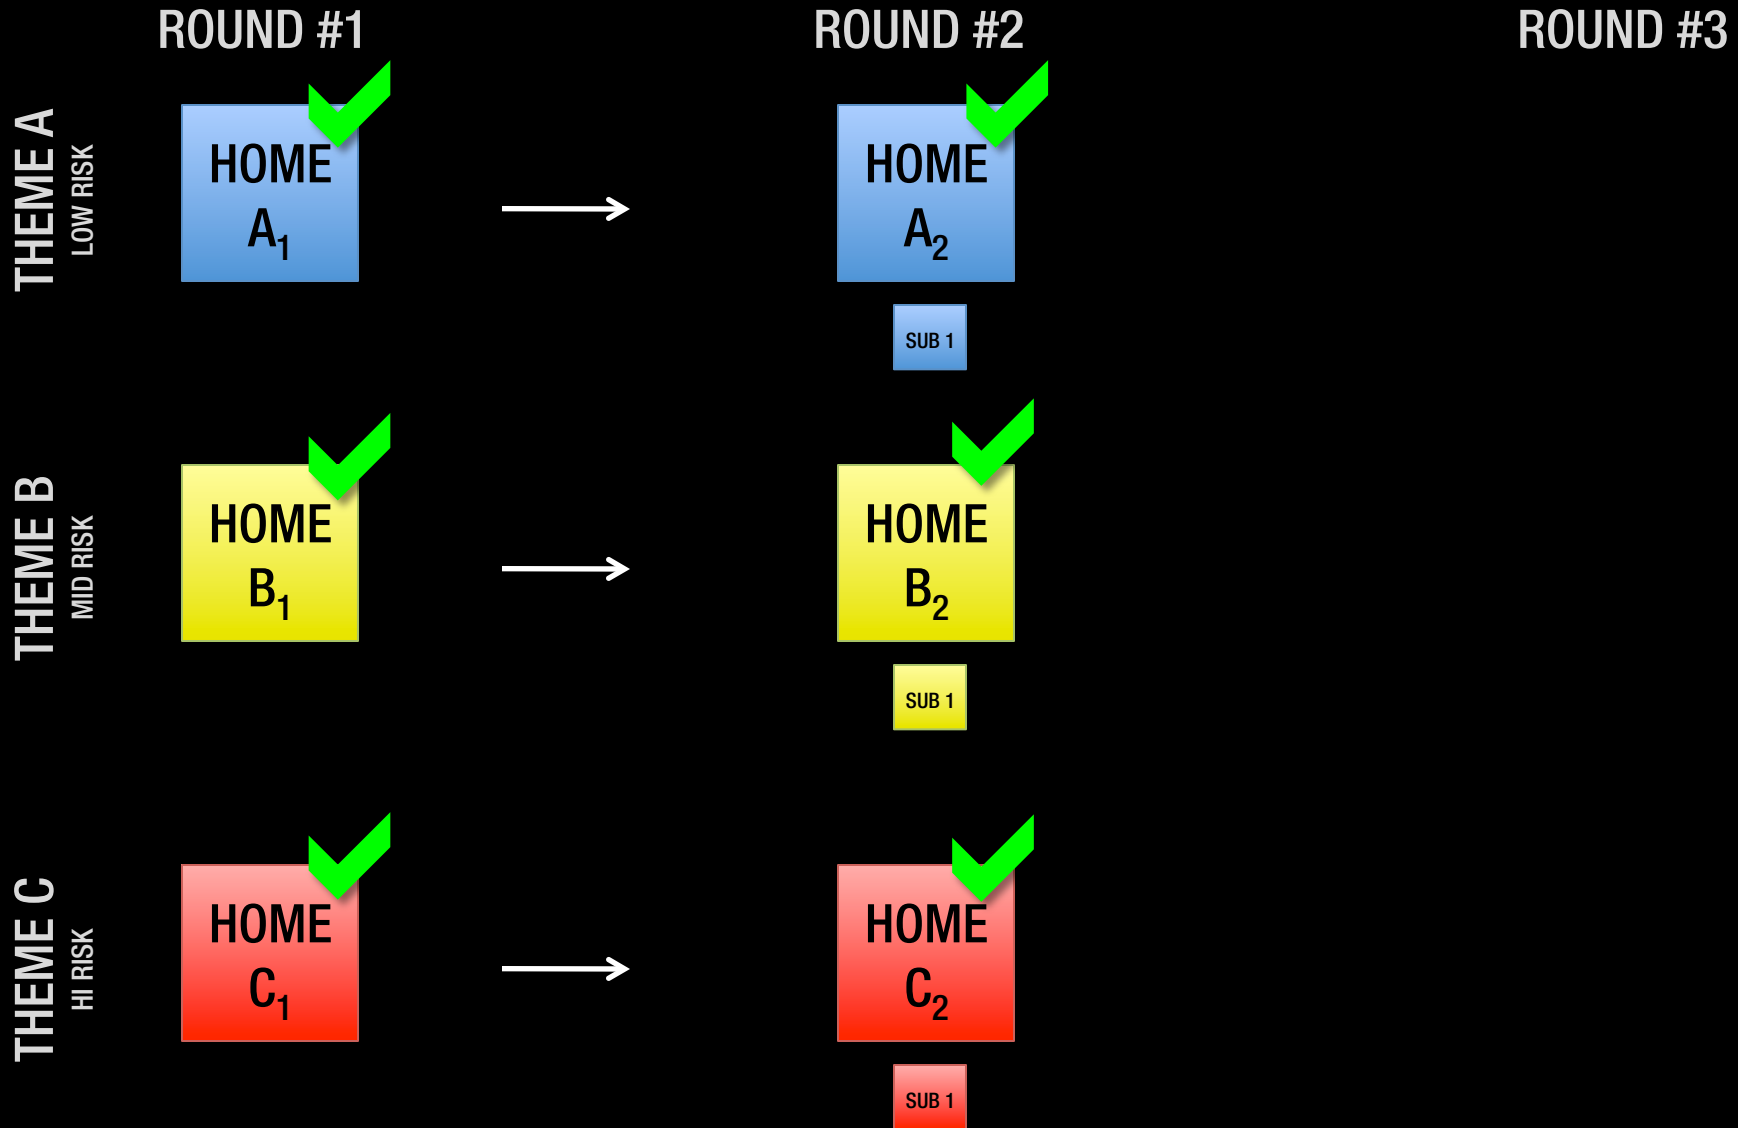 ROUND #1
ROUND #2
ROUND #3
THEME A
LOW RISK
HOME
A1
HOME
A2
SUB 1
THEME B
MID RISK
HOME
B1
HOME
B2
SUB 1
THEME C
HI RISK
HOME
C1
HOME
C2
SUB 1